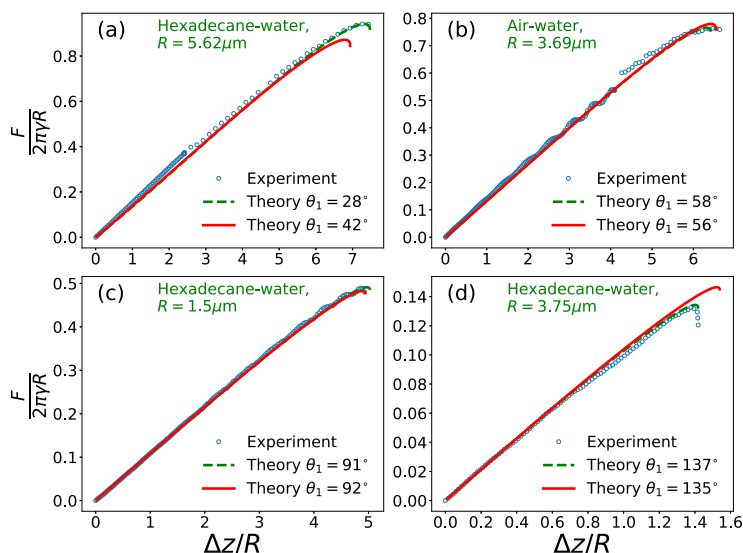 (a)
Hexadecane-water,
R = 5.62μm
F
2πγR
0.8
0.6
0.4
0.2
0.0
Experiment
Theory θ₁ = 28°
Theory θ₁ = 42°
0 1 2 3 4 5 6 7
(b)
Air-water,
R = 3.69μm
0.8
0.7
0.6
0.5
0.4
0.3
0.2
0.1
0.0
Experiment
Theory θ₁ = 58°
Theory θ₁ = 56°
0 1 2 3 4 5 6
(c)
Hexadecane-water,
R = 1.5μm
F
2πγR
0.5
0.4
0.3
0.2
0.1
0.0
Experiment
Theory θ₁ = 91°
Theory θ₁ = 92°
0 1 2 3 4 5
Δz/R
(d)
Hexadecane-water,
R = 3.75μm
0.14
0.12
0.10
0.08
0.06
0.04
0.02
0.00
Experiment
Theory θ₁ = 137°
Theory θ₁ = 135°
0.0 0.2 0.4 0.6 0.8 1.0 1.2 1.4 1.6
Δz/R